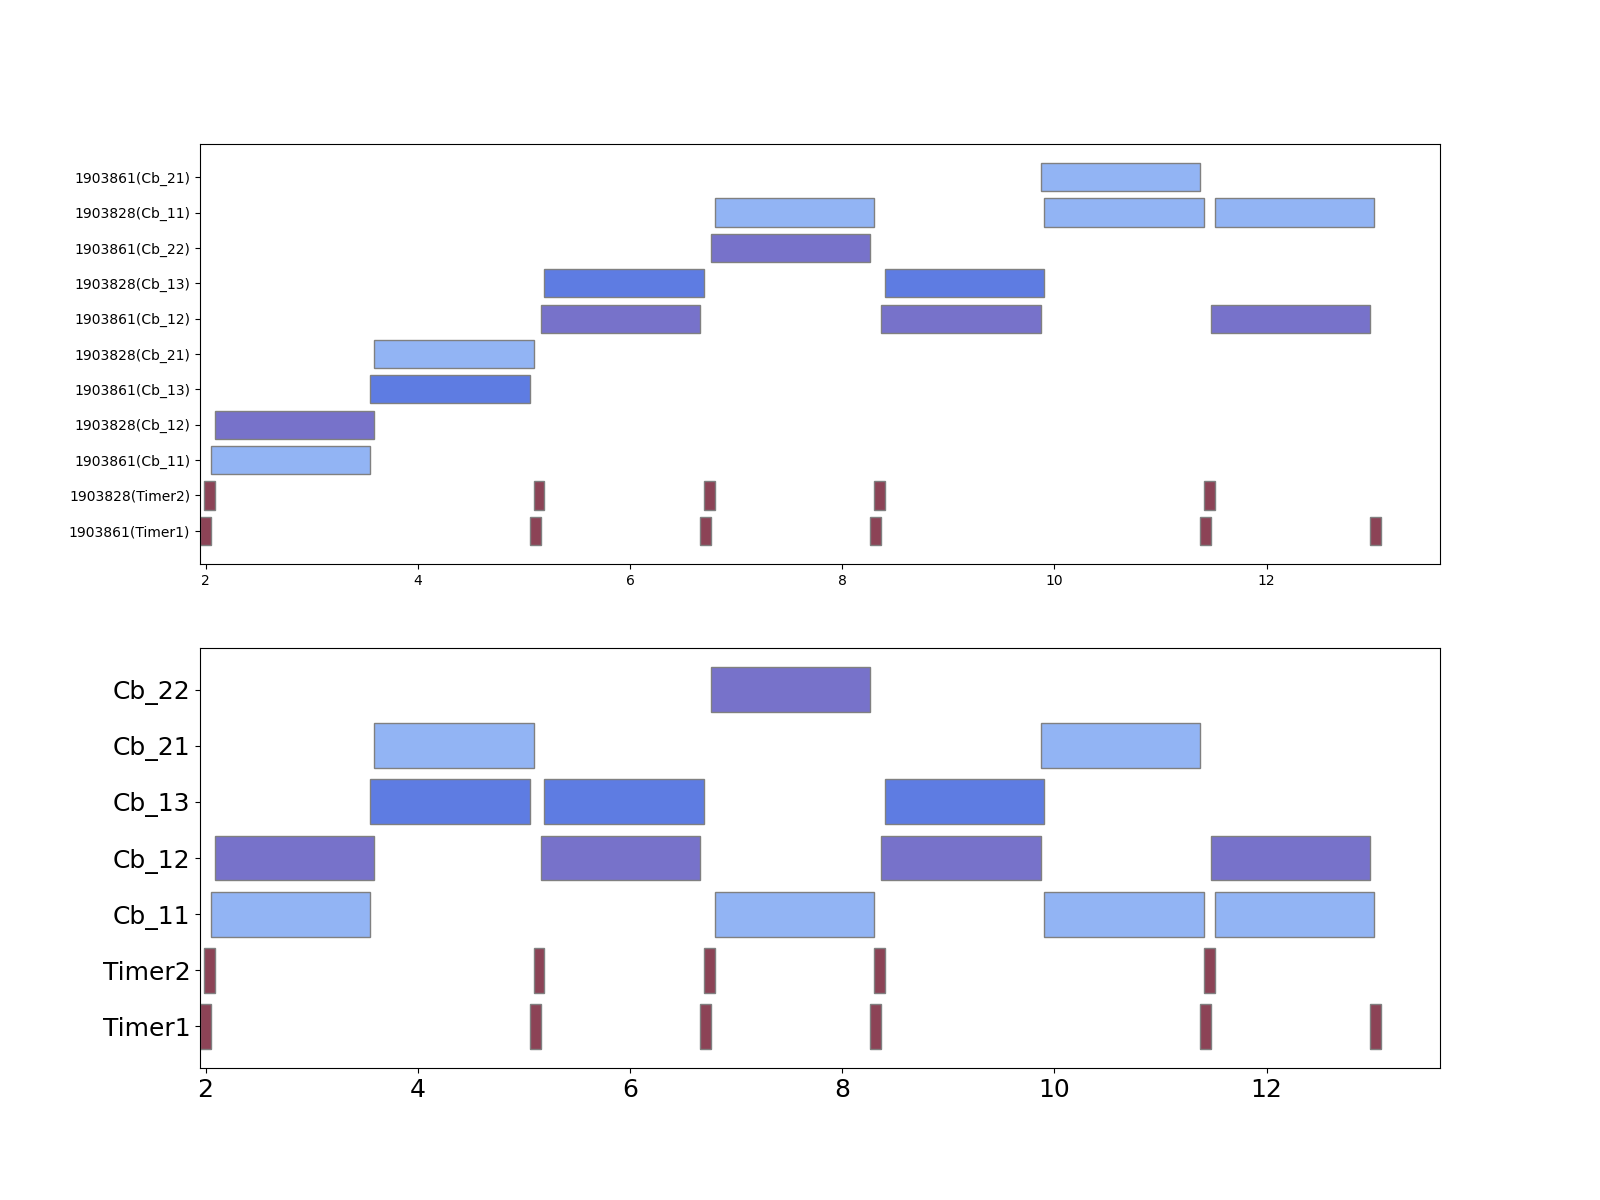 1903861(Cb_21)
1903828(Cb_11)
1903861(Cb_22)
1903828(Cb_13)
1903861(Cb_12)
1903828(Cb_21)
1903861(Cb_13)
1903828(Cb_12)
1903861(Cb_11)
1903828(Timer2)
1903861(Timer1)
2 4 6 8 10 12
Cb_22
Cb_21
Cb_13
Cb_12
Cb_11
Timer2
Timer1
2 4 6 8 10 12